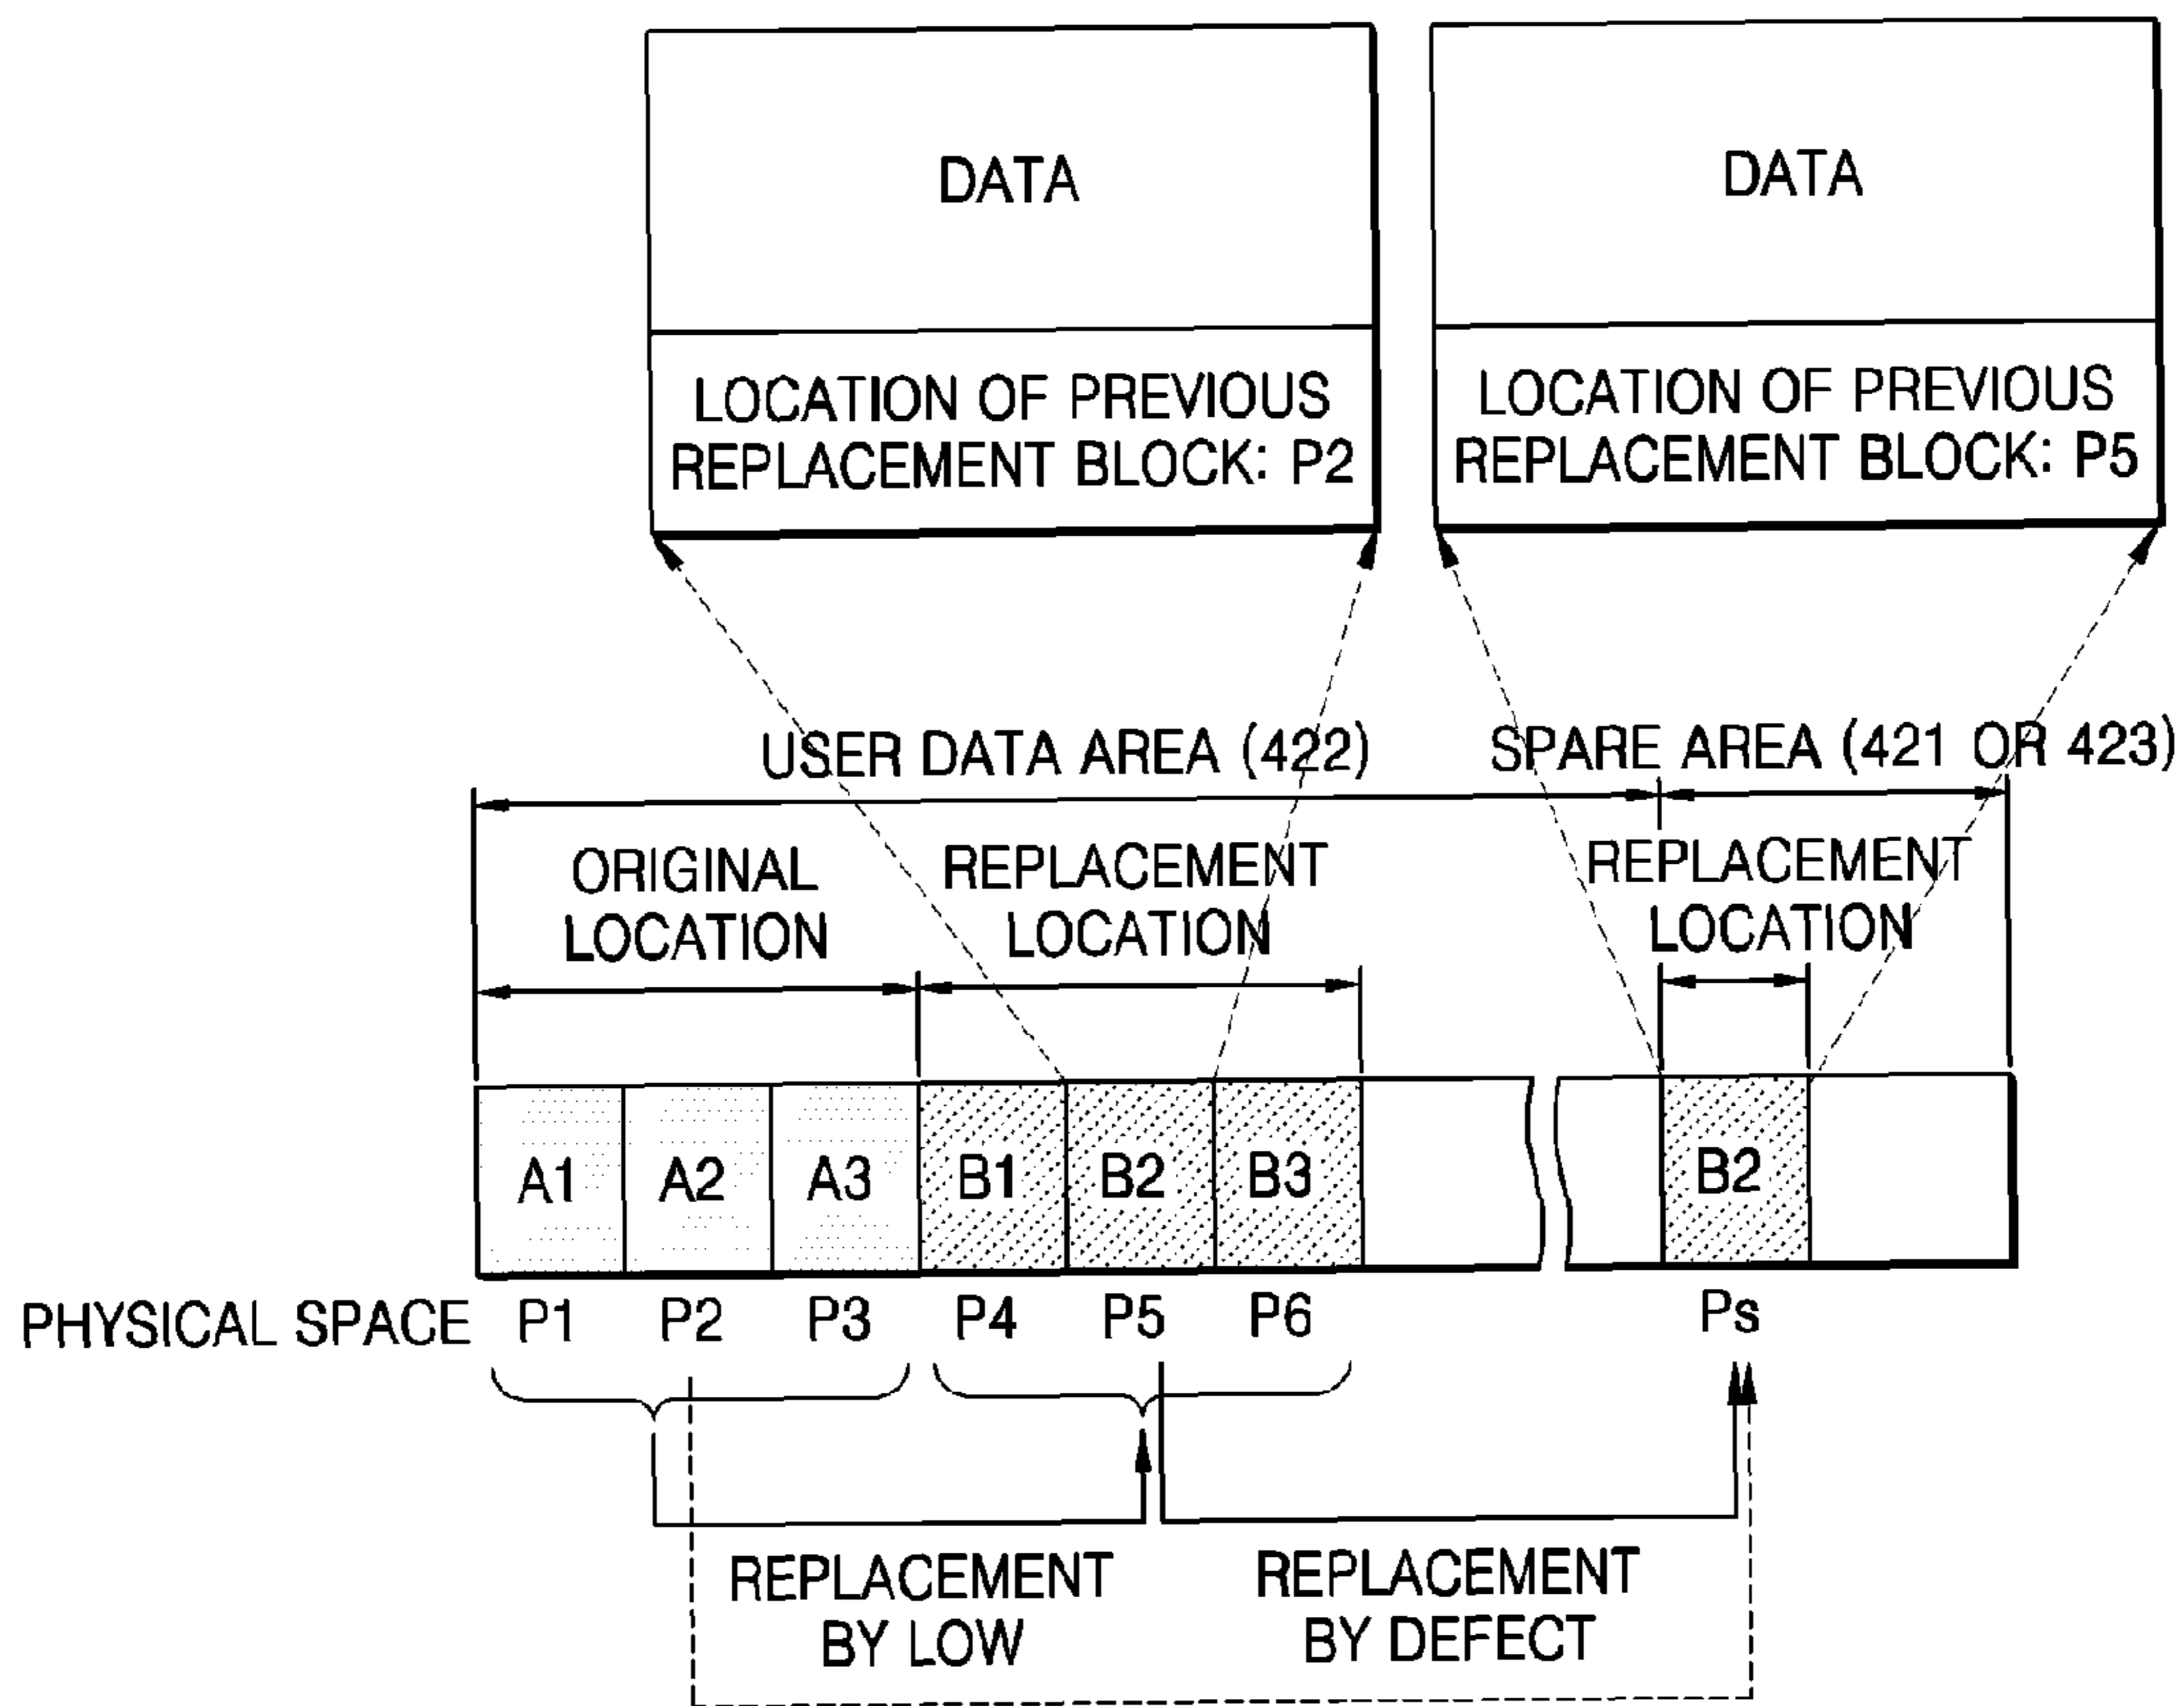 DATA
LOCATION OF PREVIOUS
REPLACEMENT BLOCK: P2
DATA
LOCATION OF PREVIOUS
REPLACEMENT BLOCK: P5
USER DATA AREA (422)
SPARE AREA (421 OR 423)
ORIGINAL
LOCATION
REPLACEMENT
LOCATION
REPLACEMENT
LOCATION
A1 A2 A3 B1 B2 B3 B2
PHYSICAL SPACE P1 P2 P3 P4 P5 P6 Ps
REPLACEMENT
BY LOW
REPLACEMENT
BY DEFECT